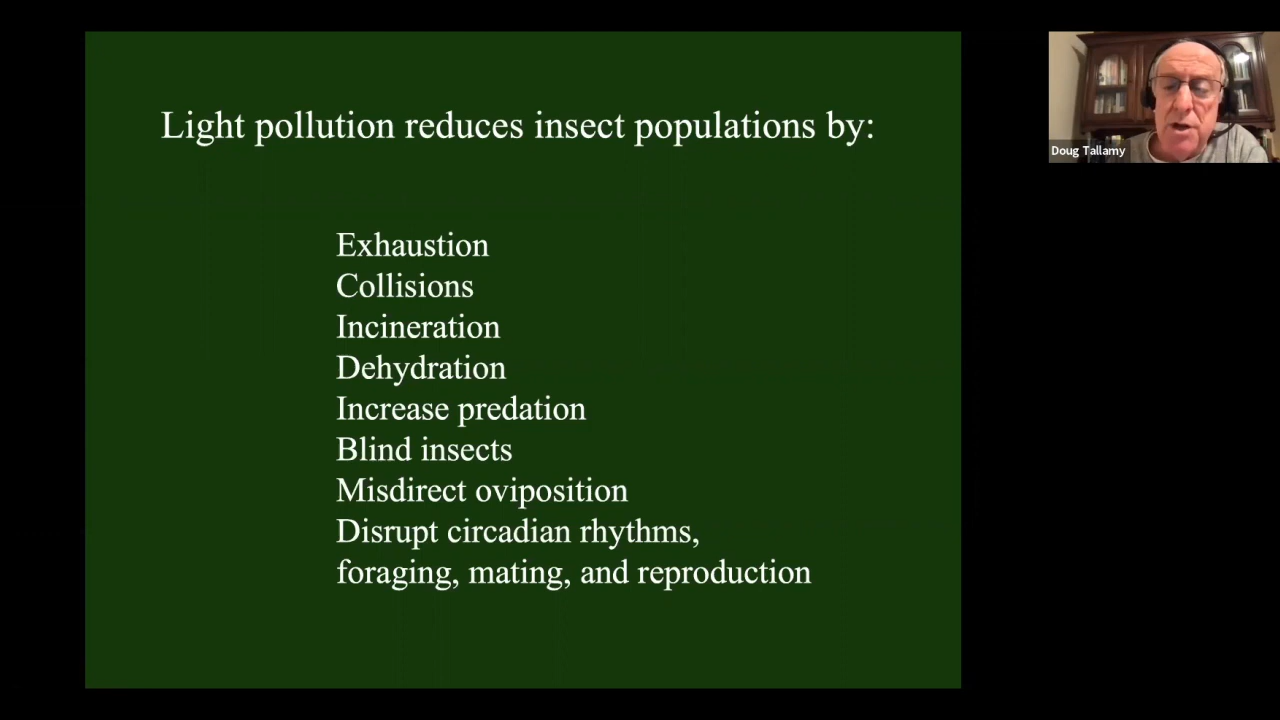 Light pollution reduces insect populations by:
Exhaustion
Collisions
Incineration
Dehydration
Increase predation
Blind insects
Misdirect oviposition
Disrupt circadian rhythms,
foraging, mating, and reproduction
Doug Tallamy